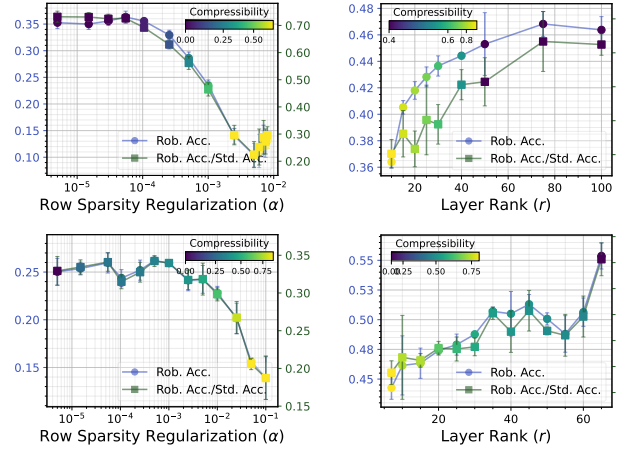 Compressibility
0.00 0.25 0.50
0.35
0.30
0.25
0.20
0.15
0.10
0.70
0.60
0.50
0.40
0.30
0.20
Rob. Acc.
Rob. Acc./Std. Acc.
10⁻⁵ 10⁻⁴ 10⁻³ 10⁻²
Row Sparsity Regularization (α)
Compressibility
0.4 0.6 0.8
0.48
0.46
0.44
0.42
0.40
0.38
0.36
Rob. Acc.
Rob. Acc./Std. Acc.
20 40 60 80 100
Layer Rank (r)
Compressibility
0.00 0.25 0.50 0.75
0.25
0.20
0.15
0.35
0.30
0.25
0.20
0.15
Rob. Acc.
Rob. Acc./Std. Acc.
10⁻⁵ 10⁻⁴ 10⁻³ 10⁻² 10⁻¹
Row Sparsity Regularization (α)
Compressibility
0.25 0.50 0.75
0.55
0.53
0.50
0.48
0.45
Rob. Acc.
Rob. Acc./Std. Acc.
20 40 60
Layer Rank (r)